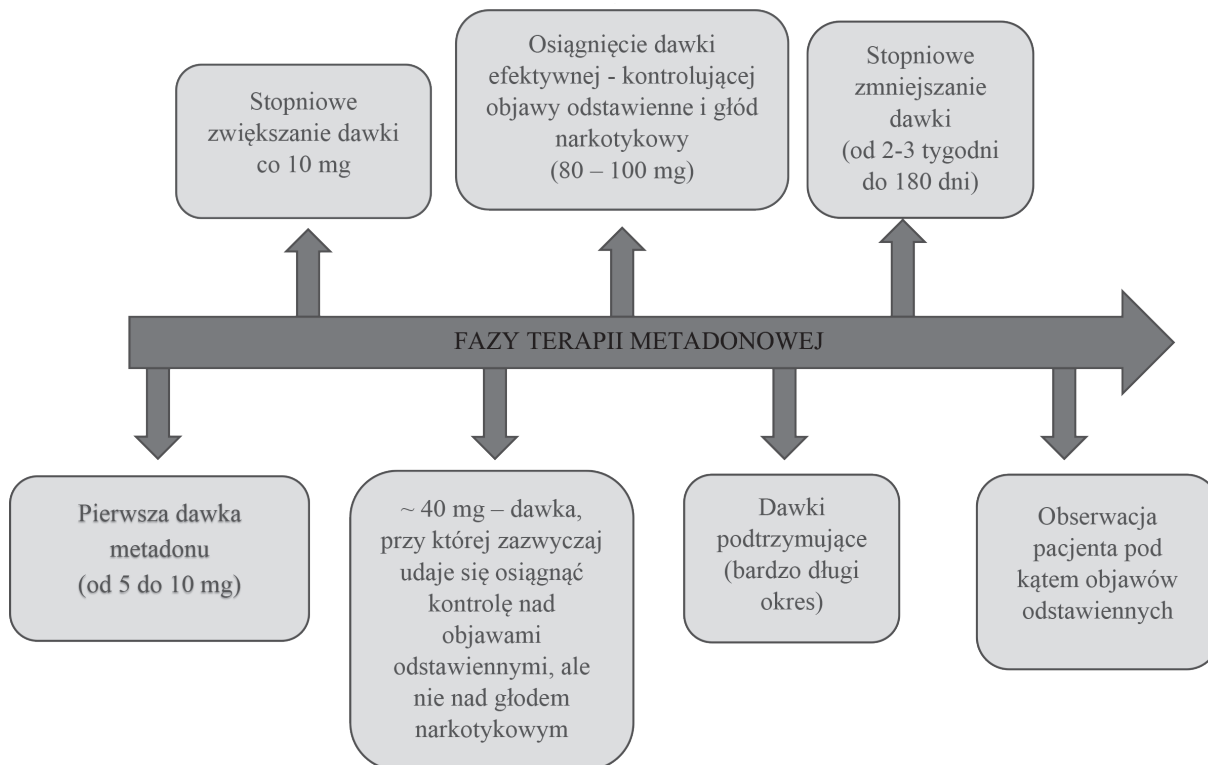 Stopniowe
zwiększanie dawki
co 10 mg
Osiągnięcie dawki
efektywnej - kontrolującej
objawy odstawienne i głód
narkotykowy
(80 – 100 mg)
Stopniowe
zmniejszanie
dawki
(od 2-3 tygodni
do 180 dni)
FAZY TERAPII METADONOWEJ
Pierwsza dawka
metadonu
(od 5 do 10 mg)
~ 40 mg – dawka,
przy której zazwyczaj
udaje się osiągnąć
kontrolę nad
objawami
odstawiennymi, ale
nie nad głodem
narkotykowym
Dawki
podtrzymujące
(bardzo długi
okres)
Obserwacja
pacjenta pod
kątem objawów
odstawiennych